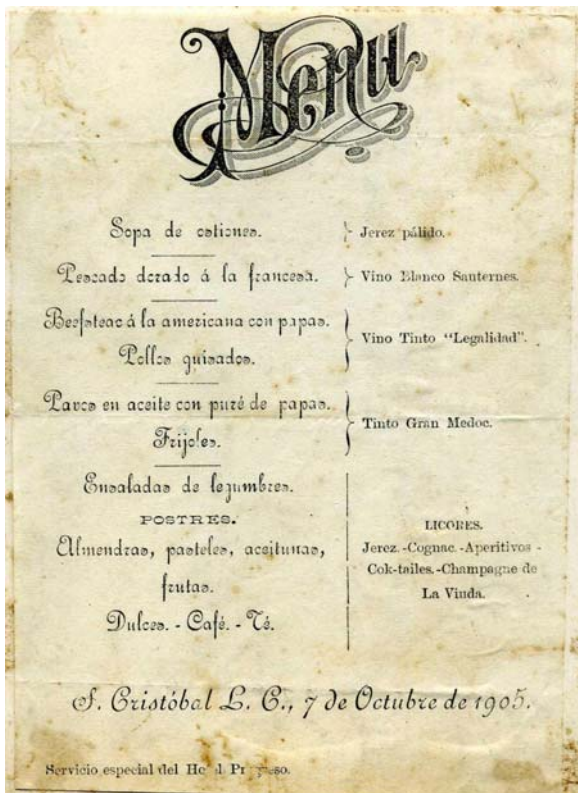 Menu
Sopa de ostiones.
Jerez pálido.
Pescado dorado á la francesa.
Vino Blanco Sauternes.
Beefsteac á la americana con papas.
Pollos guisados.
Vino Tinto “Legalidad”.
Pavos en aceite con puré de papas.
Frijoles.
Tinto Gran Medoc.
Ensaladas de legumbres.
POSTRES.
Almendras, pasteles, aceitunas,
frutas.
Dulces. - Café. - Té.
LICORES.
Jerez.-Cognac.-Aperitivos -
Cok-tailes.-Champagne de
La Viuda.
S. Cristóbal L. C., 7 de Octubre de 1905.
Servicio especial del